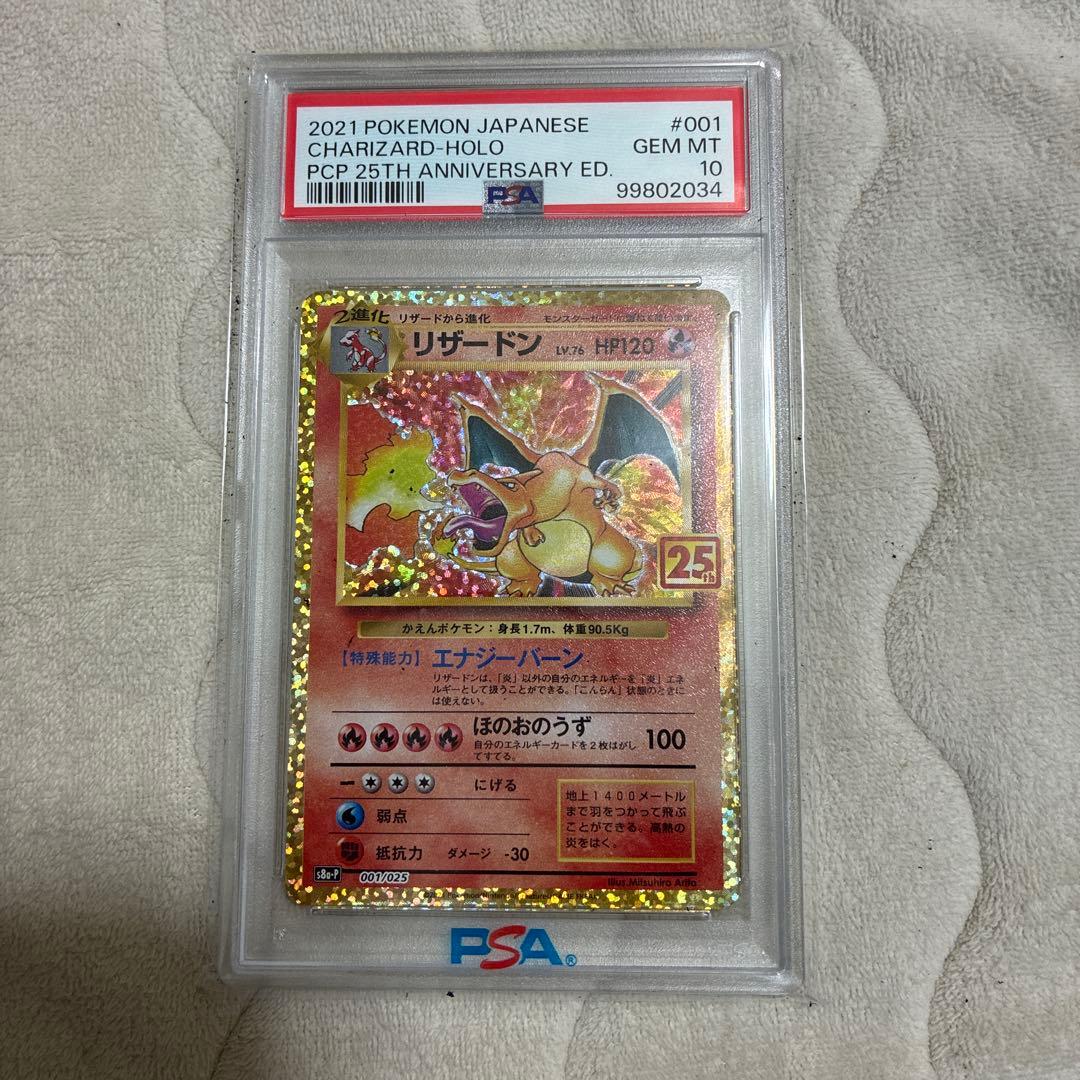 2021 POKEMON JAPANESE #001
CHARIZARD-HOLO GEM MT
PCP 25TH ANNIVERSARY ED. 10
PSA 99802034
2進化 リザードから進化
リザードン LV.76 HP120
25th
かえんポケモン：身長1.7m、体重90.5Kg
【特殊能力】 エナジーバーン
リザードンは、「炎」以外の自分のエネルギーを「炎」エネ
ルギーとして扱うことができる。「こんらん」状態のときに
は使えない。
ほのおのうず 100
自分のエネルギーカードを２枚はがし
てすてる。
にげる
弱点
抵抗力 ダメージ -30
地上１４００メートル
まで羽をつかって飛ぶ
ことができる。高熱の
炎をはく。
s8a-P 001/025
Illus.Mitsuhiro Arita
PSA®